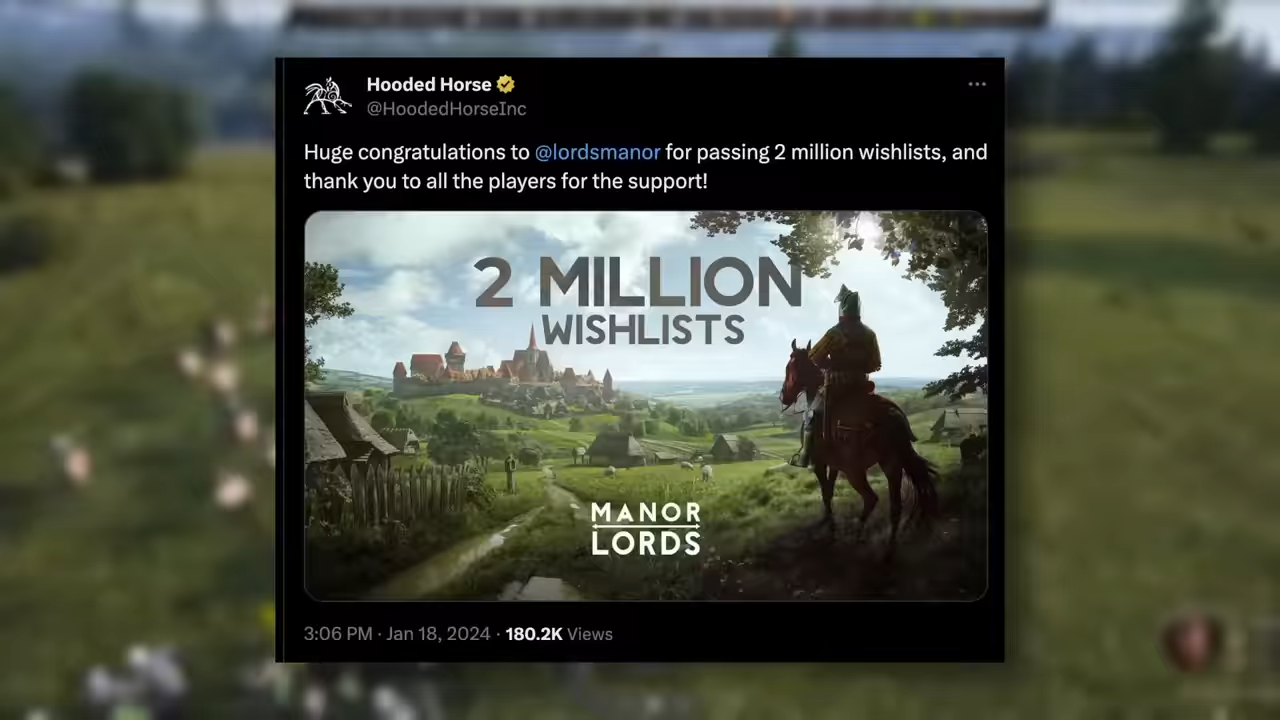 Hooded Horse
@HoodedHorseInc
Huge congratulations to @lordsmanor for passing 2 million wishlists, and
thank you to all the players for the support!
2 MILLION
WISHLISTS
MANOR
LORDS
3:06 PM · Jan 18, 2024 · 180.2K Views